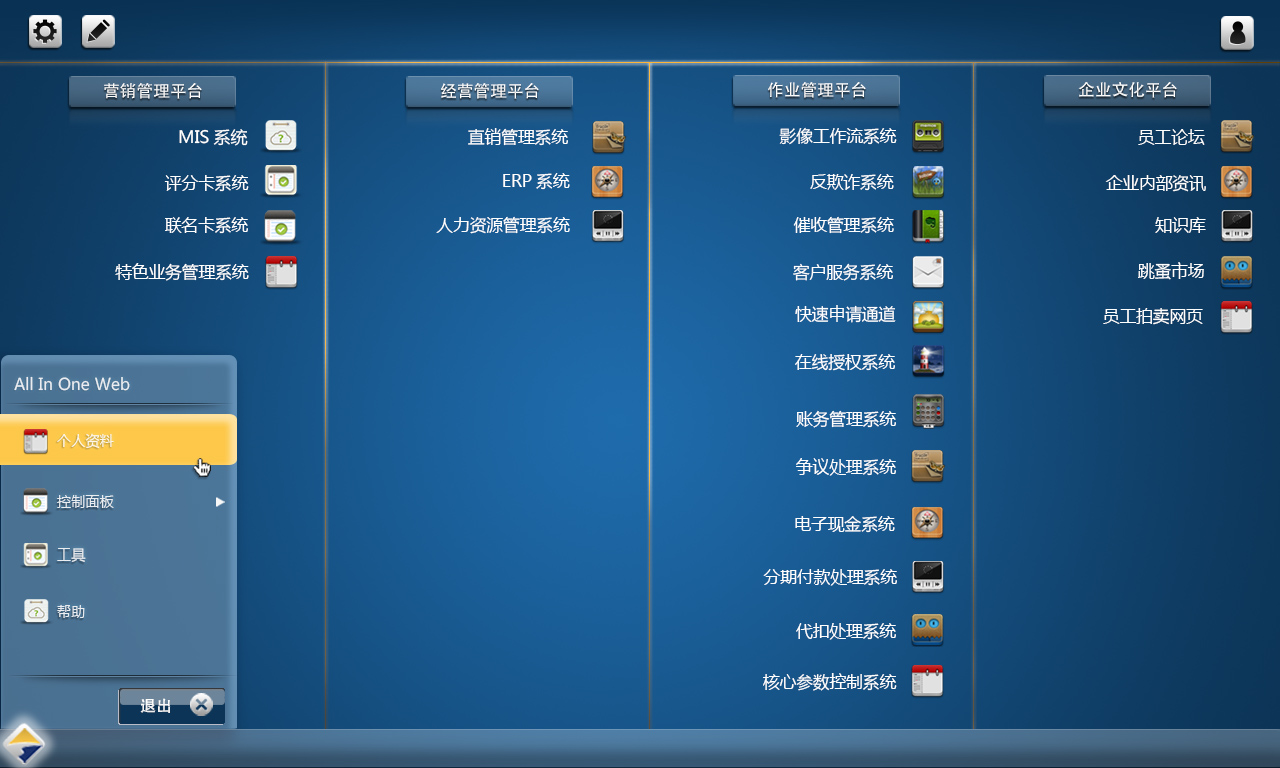 营销管理平台
MIS 系统
评分卡系统
联名卡系统
特色业务管理系统
经营管理平台
直销管理系统
ERP 系统
人力资源管理系统
作业管理平台
影像工作流系统
反欺诈系统
催收管理系统
客户服务系统
快速申请通道
在线授权系统
账务管理系统
争议处理系统
电子现金系统
分期付款处理系统
代扣处理系统
核心参数控制系统
企业文化平台
员工论坛
企业内部资讯
知识库
跳蚤市场
员工拍卖网页
All In One Web
个人资料
控制面板
工具
帮助
退出